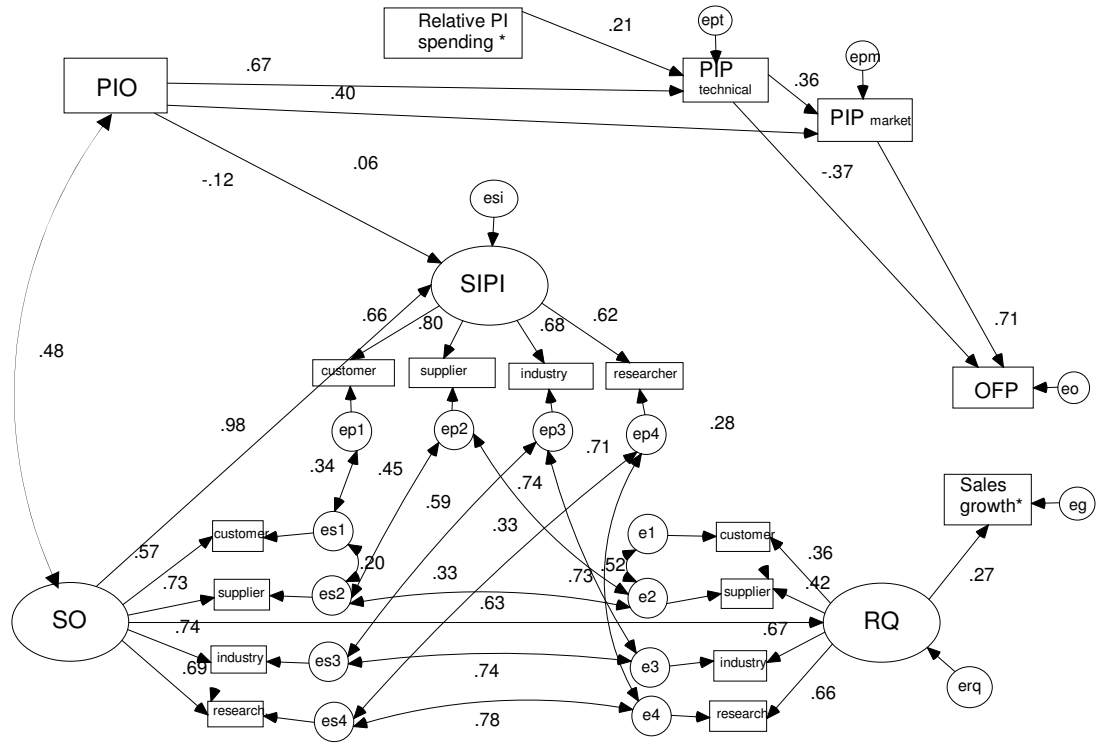 Relative PI
spending *
.21
ept
epm
PIP
technical
.36
PIP market
PIO
.67
.40
.06
-.12
-.37
esi
SIPI
.66
.80
.68
.62
.71
.48
customer
supplier
industry
researcher
OFP
eo
.98
ep1
ep2
ep3
ep4
.28
.34
.45
.71
.74
.59
Sales
growth*
eg
.33
customer
es1
e1
customer
.57
.20
.52
.36
.73
.33
.73
.42
.27
supplier
es2
e2
supplier
.63
SO
RQ
.74
.67
industry
es3
e3
industry
.69
.74
.66
erq
research
es4
e4
research
.78